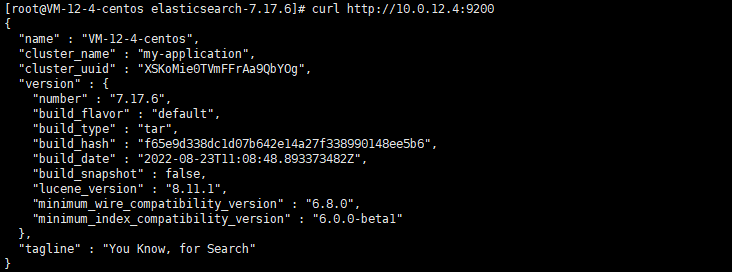 [root@VM-12-4-centos elasticsearch-7.17.6]# curl http://10.0.12.4:9200
{
  "name" : "VM-12-4-centos",
  "cluster_name" : "my-application",
  "cluster_uuid" : "XSKoMie0TVmFFrAa9QbYOg",
  "version" : {
    "number" : "7.17.6",
    "build_flavor" : "default",
    "build_type" : "tar",
    "build_hash" : "f65e9d338dc1d07b642e14a27f338990148ee5b6",
    "build_date" : "2022-08-23T11:08:48.893373482Z",
    "build_snapshot" : false,
    "lucene_version" : "8.11.1",
    "minimum_wire_compatibility_version" : "6.8.0",
    "minimum_index_compatibility_version" : "6.0.0-beta1"
  },
  "tagline" : "You Know, for Search"
}